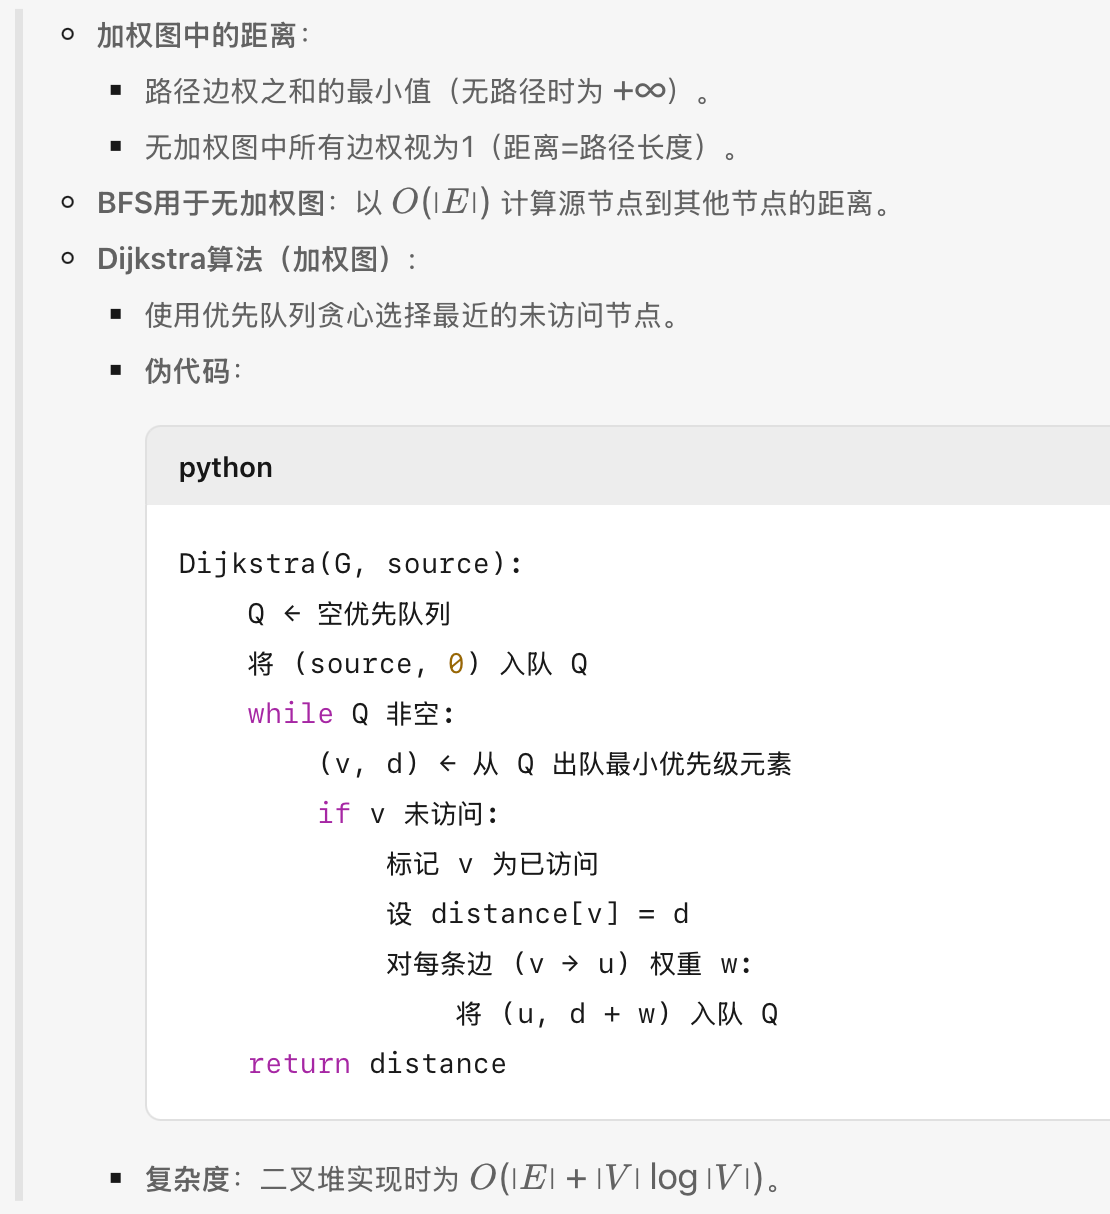 加权图中的距离：
路径边权之和的最小值（无路径时为 +∞）。
无加权图中所有边权视为1（距离=路径长度）。
BFS用于无加权图：以 O(|E|) 计算源节点到其他节点的距离。
Dijkstra算法（加权图）：
使用优先队列贪心选择最近的未访问节点。
伪代码：
python
Dijkstra(G, source):
Q ← 空优先队列
将 (source, 0) 入队 Q
while Q 非空:
(v, d) ← 从 Q 出队最小优先级元素
if v 未访问:
标记 v 为已访问
设 distance[v] = d
对每条边 (v → u) 权重 w:
将 (u, d + w) 入队 Q
return distance
复杂度：二叉堆实现时为 O(|E| + |V| log |V|)。